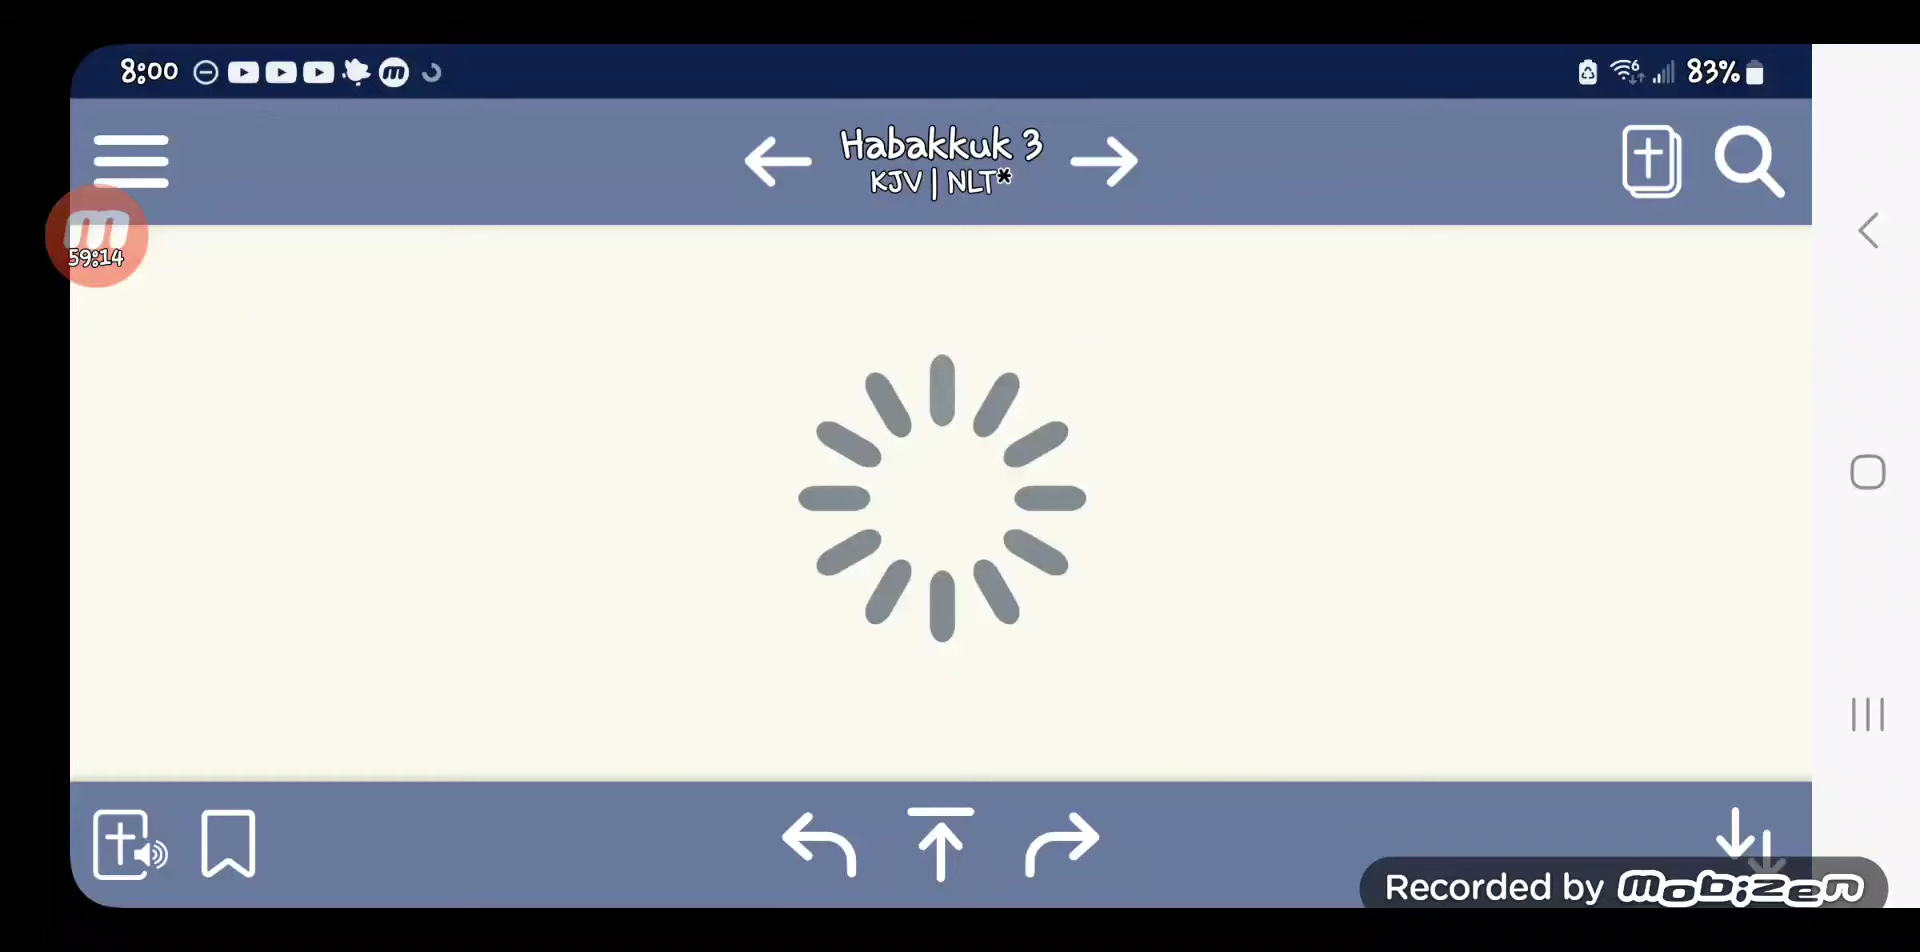 8:00 83%
Habakkuk 3
KJV | NLT*
59:14
Recorded by mobizen